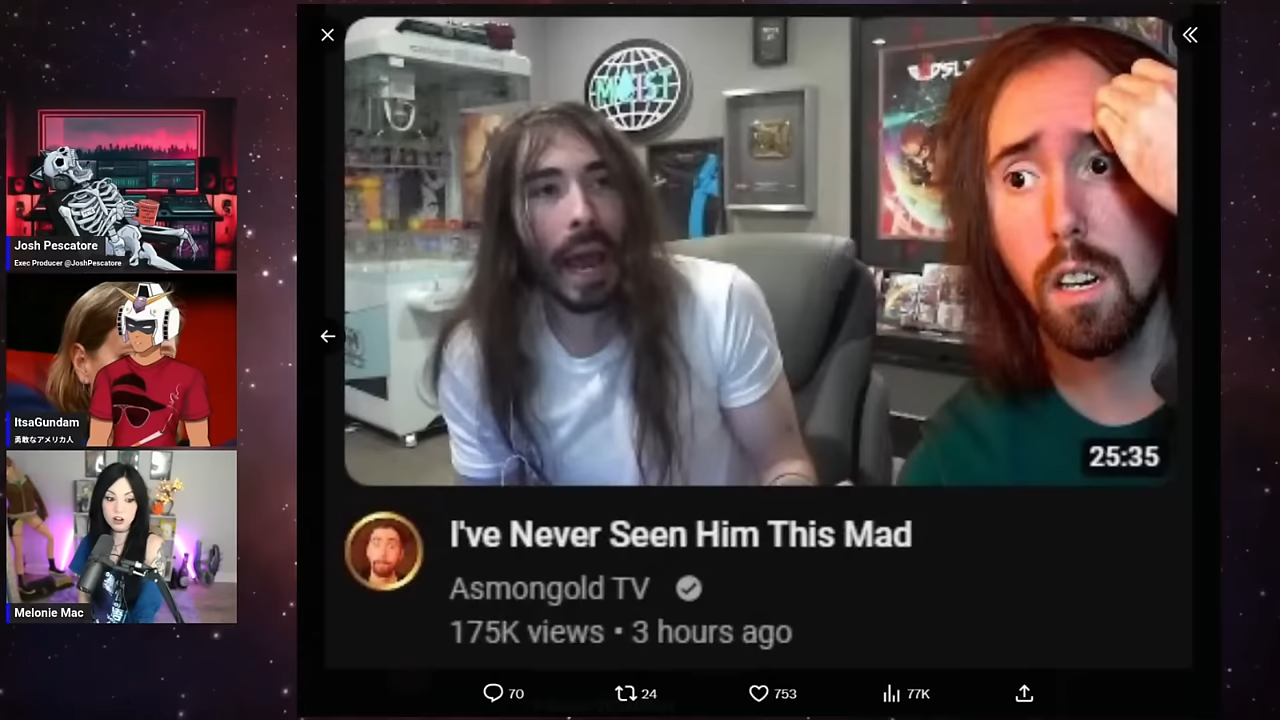 Josh Pescatore
Exec Producer @JoshPescatore
ItsaGundam
勇敢なアメリカ人
Melonie Mac
MOIST
25:35
I've Never Seen Him This Mad
Asmongold TV
175K views • 3 hours ago
70
24
753
77K